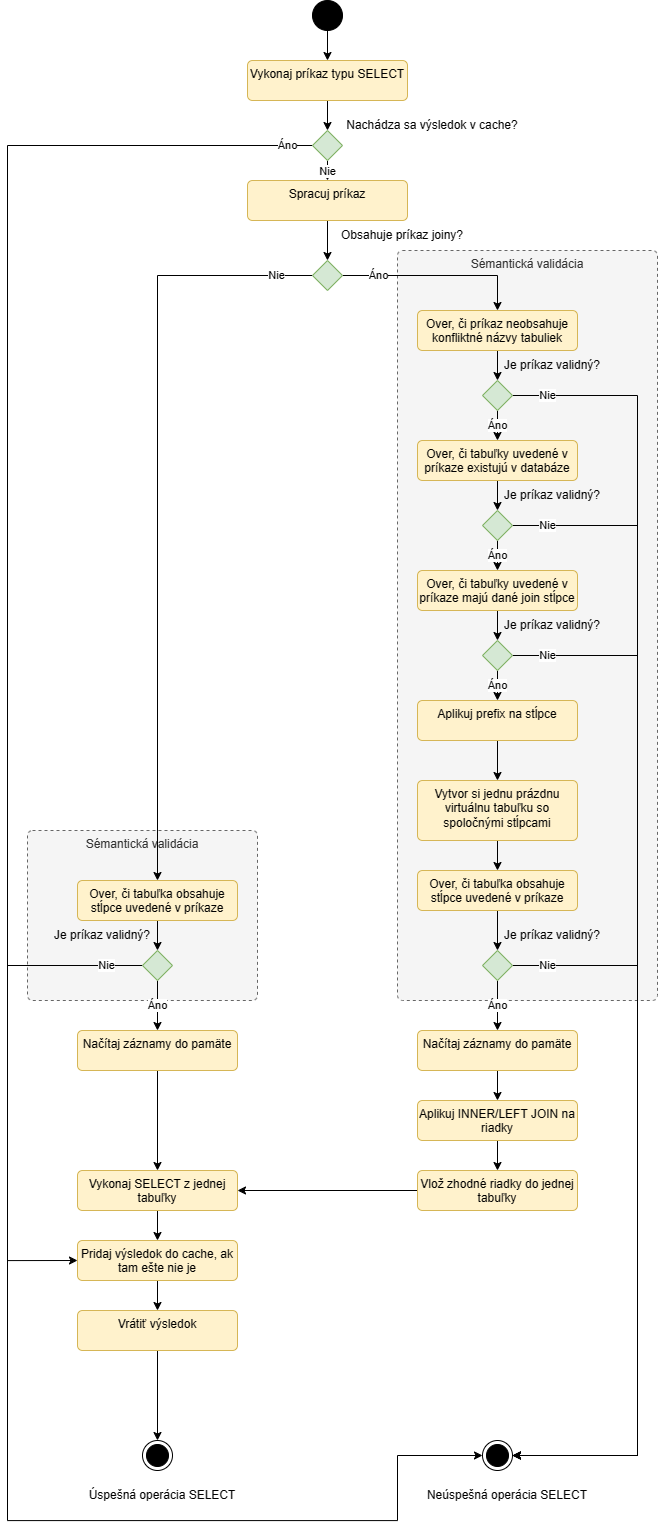 Vykonaj príkaz typu SELECT
Nachádza sa výsledok v cache?
Áno
Nie
Spracuj príkaz
Obsahuje príkaz joiny?
Nie
Áno
Sémantická validácia
Over, či príkaz neobsahuje
konfliktné názvy tabuliek
Je príkaz validný?
Nie
Áno
Over, či tabuľky uvedené v
príkaze existujú v databáze
Je príkaz validný?
Nie
Áno
Over, či tabuľky uvedené v
príkaze majú dané join stĺpce
Je príkaz validný?
Nie
Áno
Aplikuj prefix na stĺpce
Vytvor si jednu prázdnu
virtuálnu tabuľku so
spoločnými stĺpcami
Over, či tabuľka obsahuje
stĺpce uvedené v príkaze
Je príkaz validný?
Nie
Áno
Sémantická validácia
Over, či tabuľka obsahuje
stĺpce uvedené v príkaze
Je príkaz validný?
Nie
Áno
Načítaj záznamy do pamäte
Načítaj záznamy do pamäte
Aplikuj INNER/LEFT JOIN na
riadky
Vlož zhodné riadky do jednej
tabuľky
Vykonaj SELECT z jednej
tabuľky
Pridaj výsledok do cache, ak
tam ešte nie je
Vrátiť výsledok
Úspešná operácia SELECT
Neúspešná operácia SELECT